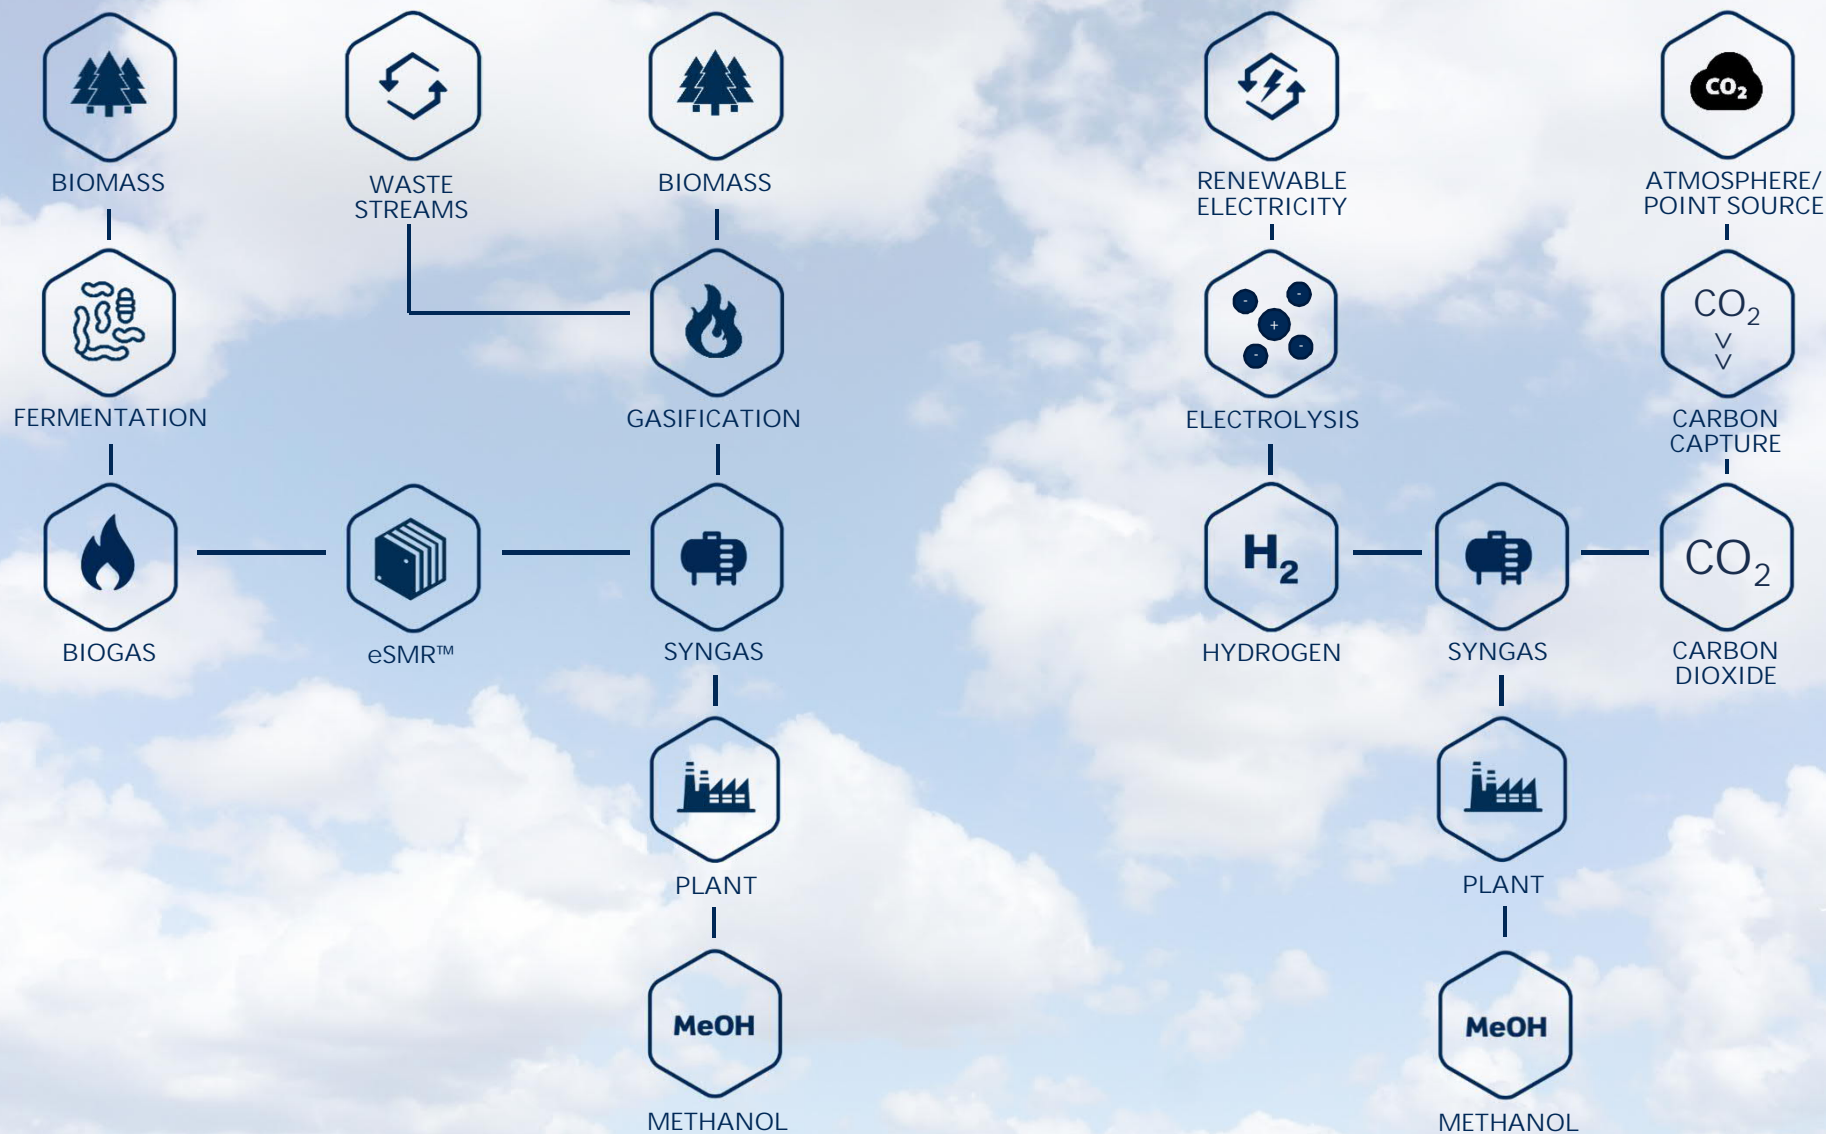 CO₂
BIOMASS
WASTE
STREAMS
BIOMASS
RENEWABLE
ELECTRICITY
ATMOSPHERE/
POINT SOURCE
- -
+
- -
CO₂
FERMENTATION
GASIFICATION
ELECTROLYSIS
CARBON
CAPTURE
H₂
CO₂
BIOGAS
eSMR™
SYNGAS
HYDROGEN
SYNGAS
CARBON
DIOXIDE
PLANT
PLANT
MeOH
MeOH
METHANOL
METHANOL